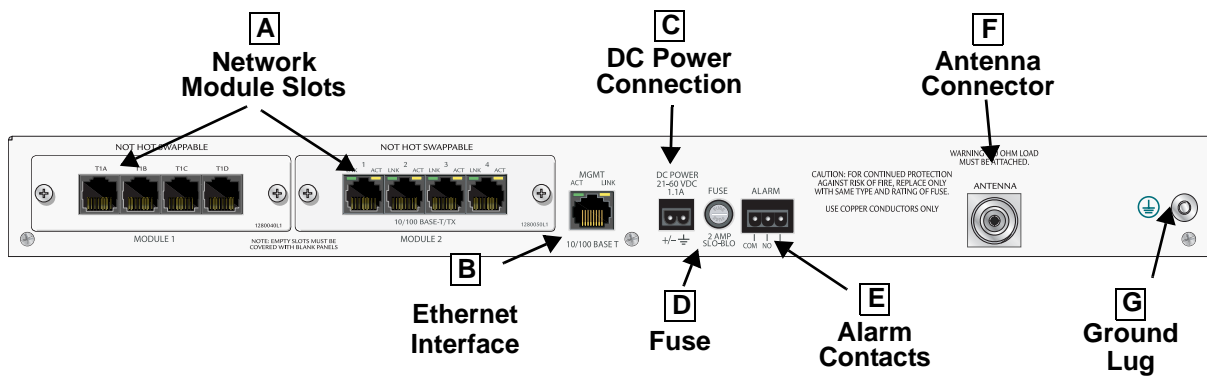 A
Network
Module Slots
C
DC Power
Connection
F
Antenna
Connector
NOT HOT SWAPPABLE
T1A T1B T1C T1D
MODULE 1
1280040L1
NOTE: EMPTY SLOTS MUST BE
COVERED WITH BLANK PANELS
NOT HOT SWAPPABLE
1 2 3 4
ACT LNK ACT LNK ACT LNK ACT
10/100 BASE-T/TX
MODULE 2
1280050L1
MGMT
ACT LINK
10/100 BASE T
DC POWER
21-60 VDC
1.1A
+/-
FUSE
2 AMP
SLO-BLO
ALARM
COM NO
CAUTION: FOR CONTINUED PROTECTION
AGAINST RISK OF FIRE, REPLACE ONLY
WITH SAME TYPE AND RATING OF FUSE.
USE COPPER CONDUCTORS ONLY
WARNING: OHM LOAD
MUST BE ATTACHED.
ANTENNA
B
Ethernet
Interface
D
Fuse
E
Alarm
Contacts
G
Ground
Lug